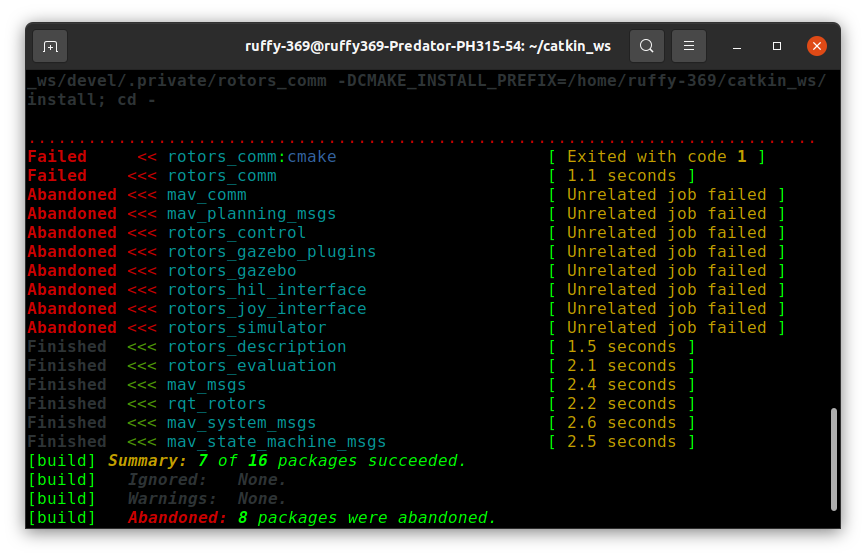 ruffy-369@ruffy369-Predator-PH315-54: ~/catkin_ws
_ws/devel/.private/rotors_comm -DCMAKE_INSTALL_PREFIX=/home/ruffy-369/catkin_ws/
install; cd -
...............................................................................
Failed     << rotors_comm:cmake                     [ Exited with code 1 ]
Failed    <<< rotors_comm                           [ 1.1 seconds ]
Abandoned <<< mav_comm                              [ Unrelated job failed ]
Abandoned <<< mav_planning_msgs                     [ Unrelated job failed ]
Abandoned <<< rotors_control                        [ Unrelated job failed ]
Abandoned <<< rotors_gazebo_plugins                 [ Unrelated job failed ]
Abandoned <<< rotors_gazebo                         [ Unrelated job failed ]
Abandoned <<< rotors_hil_interface                  [ Unrelated job failed ]
Abandoned <<< rotors_joy_interface                  [ Unrelated job failed ]
Abandoned <<< rotors_simulator                      [ Unrelated job failed ]
Finished  <<< rotors_description                    [ 1.5 seconds ]
Finished  <<< rotors_evaluation                     [ 2.1 seconds ]
Finished  <<< mav_msgs                              [ 2.4 seconds ]
Finished  <<< rqt_rotors                            [ 2.2 seconds ]
Finished  <<< mav_system_msgs                       [ 2.6 seconds ]
Finished  <<< mav_state_machine_msgs                [ 2.5 seconds ]
[build] Summary: 7 of 16 packages succeeded.
[build]   Ignored:   None.
[build]   Warnings:  None.
[build]   Abandoned: 8 packages were abandoned.